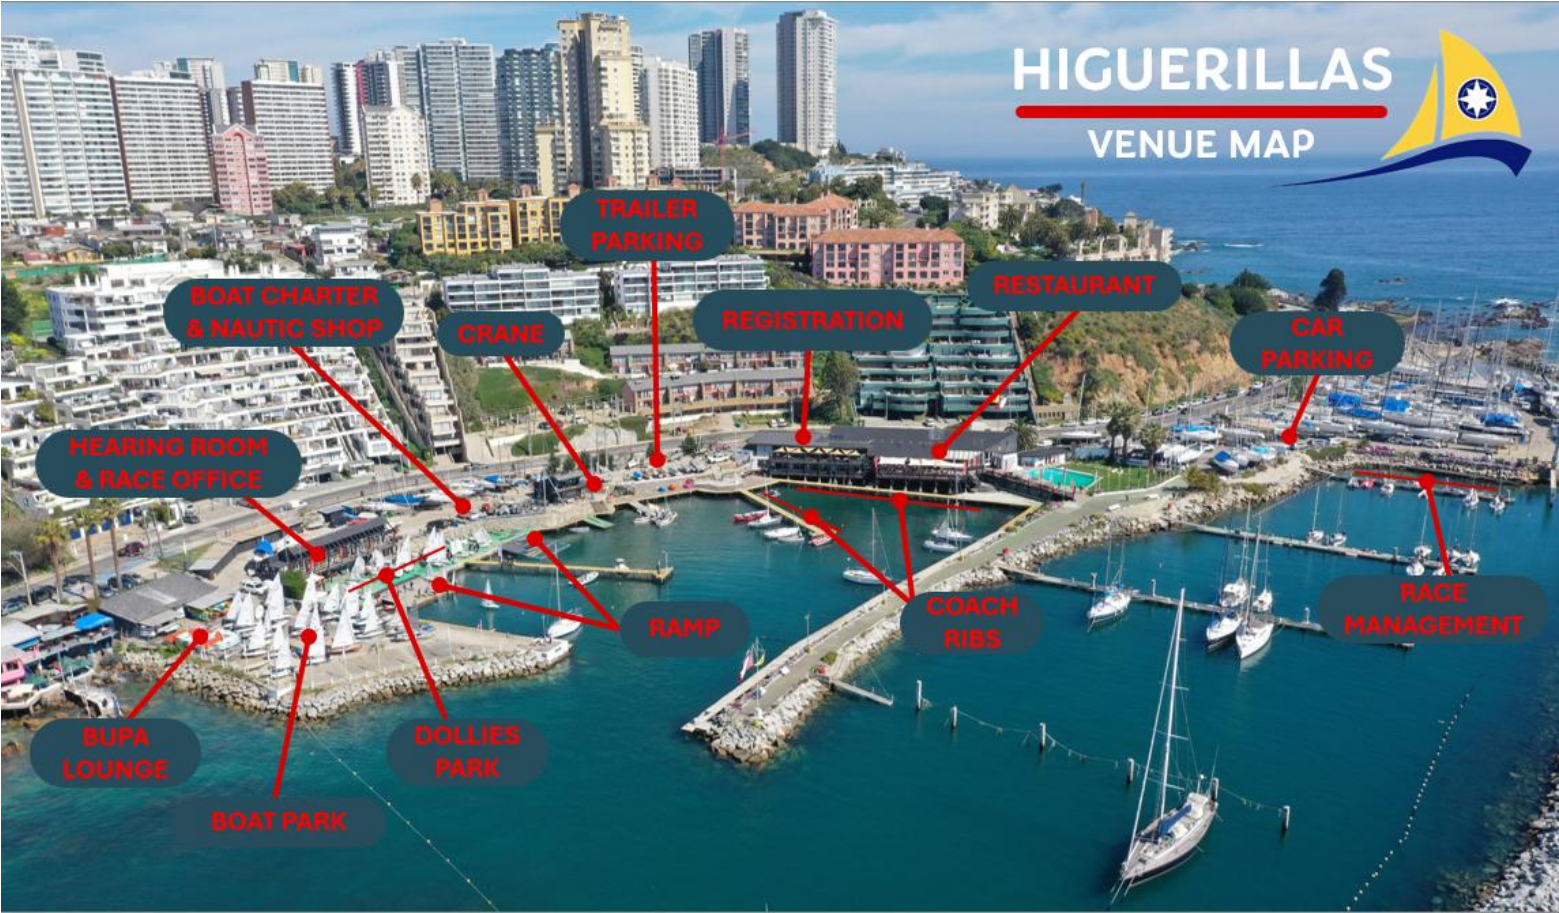 HIGUERILLAS
VENUE MAP
TRAILER
PARKING
BOAT CHARTER
& NAUTIC SHOP
CRANE
REGISTRATION
RESTAURANT
CAR
PARKING
HEARING ROOM
& RACE OFFICE
RAMP
COACH
RIBS
RACE
MANAGEMENT
BUPA
LOUNGE
DOLLIES
PARK
BOAT PARK